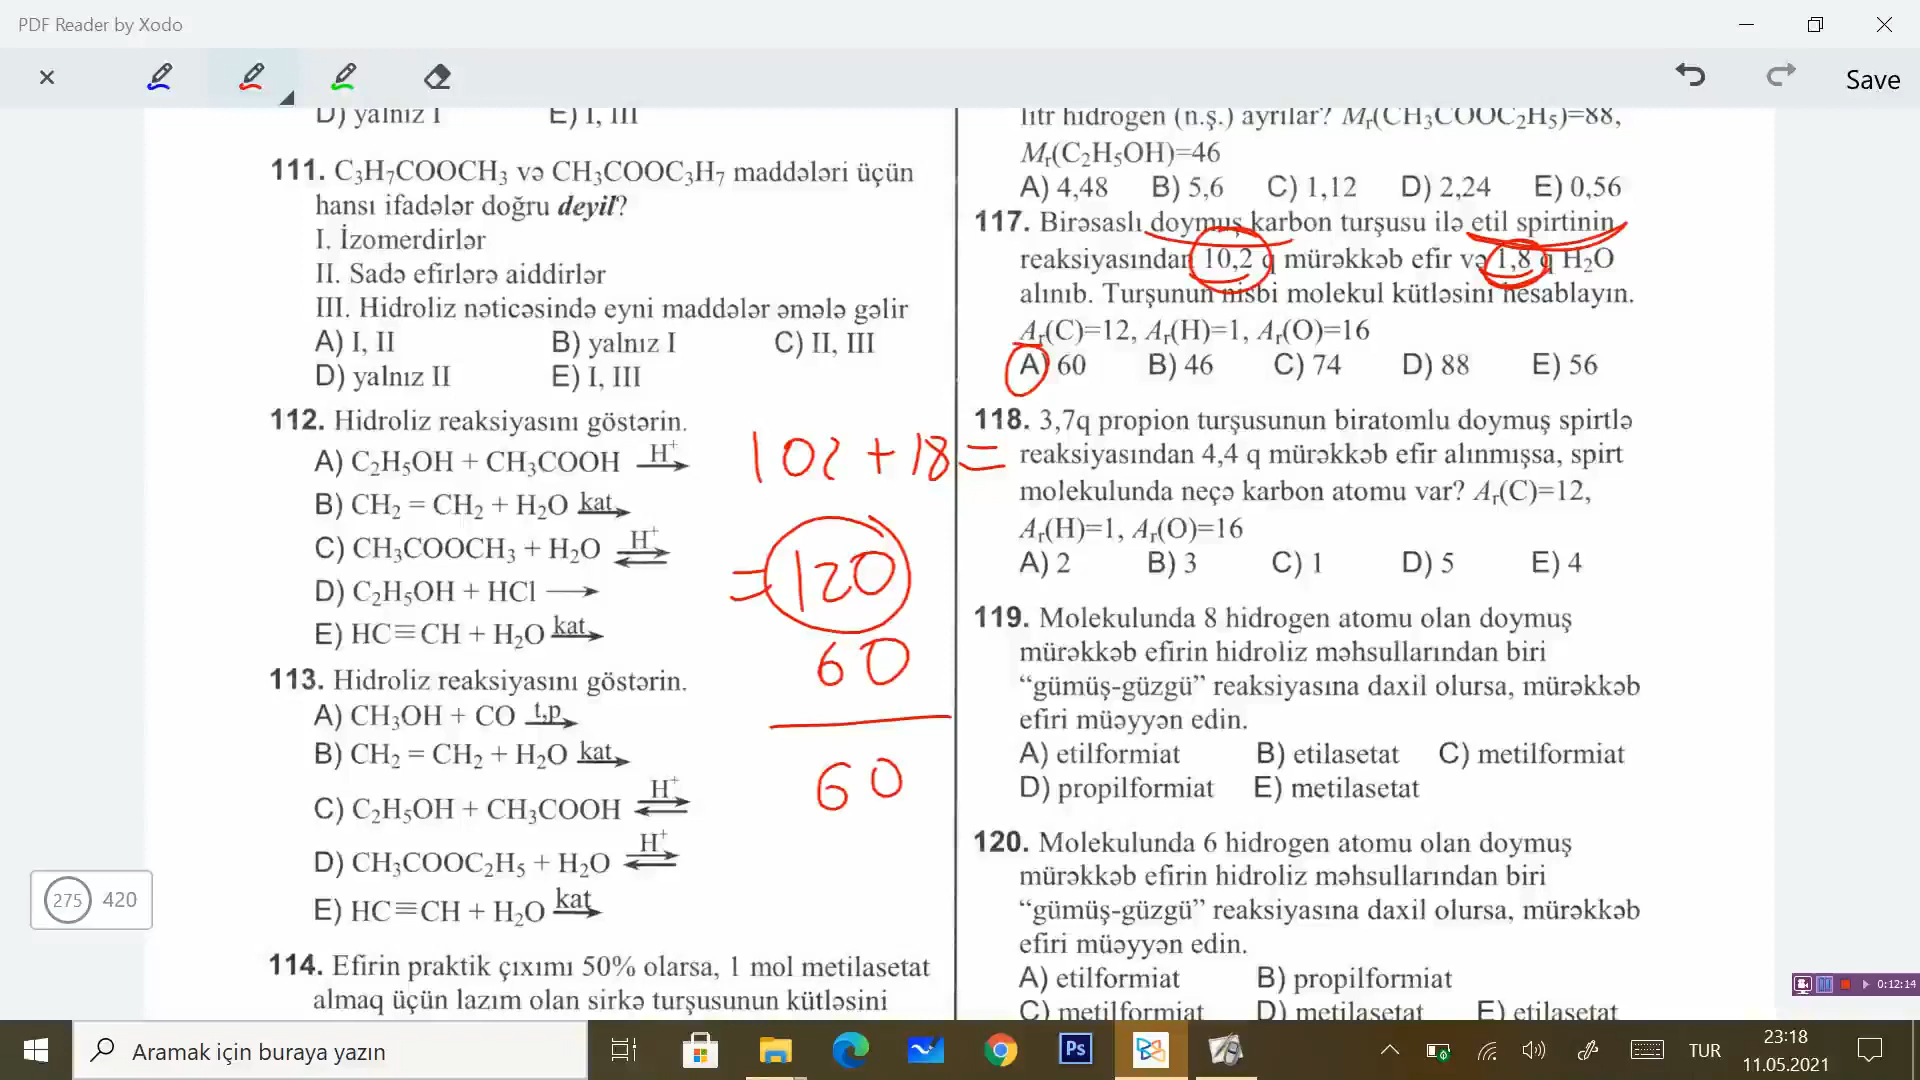 PDF Reader by Xodo
Save
D) yalnız I E) I, III
111. C₃H₇COOCH₃ və CH₃COOC₃H₇ maddələri üçün
hansı ifadələr doğru deyil?
I. İzomerdirlər
II. Sadə efirlərə aiddirlər
III. Hidroliz nəticəsində eyni maddələr əmələ gəlir
A) I, II B) yalnız I C) II, III
D) yalnız II E) I, III
112. Hidroliz reaksiyasını göstərin.
A) C₂H₅OH + CH₃COOH H⁺ →
B) CH₂ = CH₂ + H₂O kat →
C) CH₃COOCH₃ + H₂O H⁺ ⇄
D) C₂H₅OH + HCl →
E) HC≡CH + H₂O kat →
113. Hidroliz reaksiyasını göstərin.
A) CH₃OH + CO t,p →
B) CH₂ = CH₂ + H₂O kat →
C) C₂H₅OH + CH₃COOH H⁺ ⇄
D) CH₃COOC₂H₅ + H₂O H⁺ ⇄
E) HC≡CH + H₂O kat →
114. Efirin praktik çıxımı 50% olarsa, 1 mol metilasetat
almaq üçün lazım olan sirkə turşusunun kütləsini
102 + 18 =
= 120
60
60
litr hidrogen (n.ş.) ayrılar? Mᵣ(CH₃COOC₂H₅)=88,
Mᵣ(C₂H₅OH)=46
A) 4,48 B) 5,6 C) 1,12 D) 2,24 E) 0,56
117. Birəsaslı doymuş karbon turşusu ilə etil spirtinin
reaksiyasından 10,2 q mürəkkəb efir və 1,8 q H₂O
alınıb. Turşunun nisbi molekul kütləsini hesablayın.
Aᵣ(C)=12, Aᵣ(H)=1, Aᵣ(O)=16
A) 60 B) 46 C) 74 D) 88 E) 56
118. 3,7q propion turşusunun biratomlu doymuş spirtlə
reaksiyasından 4,4 q mürəkkəb efir alınmışsa, spirt
molekulunda neçə karbon atomu var? Aᵣ(C)=12,
Aᵣ(H)=1, Aᵣ(O)=16
A) 2 B) 3 C) 1 D) 5 E) 4
119. Molekulunda 8 hidrogen atomu olan doymuş
mürəkkəb efirin hidroliz məhsullarından biri
“gümüş-güzgü” reaksiyasına daxil olursa, mürəkkəb
efiri müəyyən edin.
A) etilformiat B) etilasetat C) metilformiat
D) propilformiat E) metilasetat
120. Molekulunda 6 hidrogen atomu olan doymuş
mürəkkəb efirin hidroliz məhsullarından biri
“gümüş-güzgü” reaksiyasına daxil olursa, mürəkkəb
efiri müəyyən edin.
A) etilformiat B) propilformiat
C) metilformiat D) metilasetat E) etilasetat
275 420
0:12:14
Aramak için buraya yazın
Ps
TUR
23:18
11.05.2021